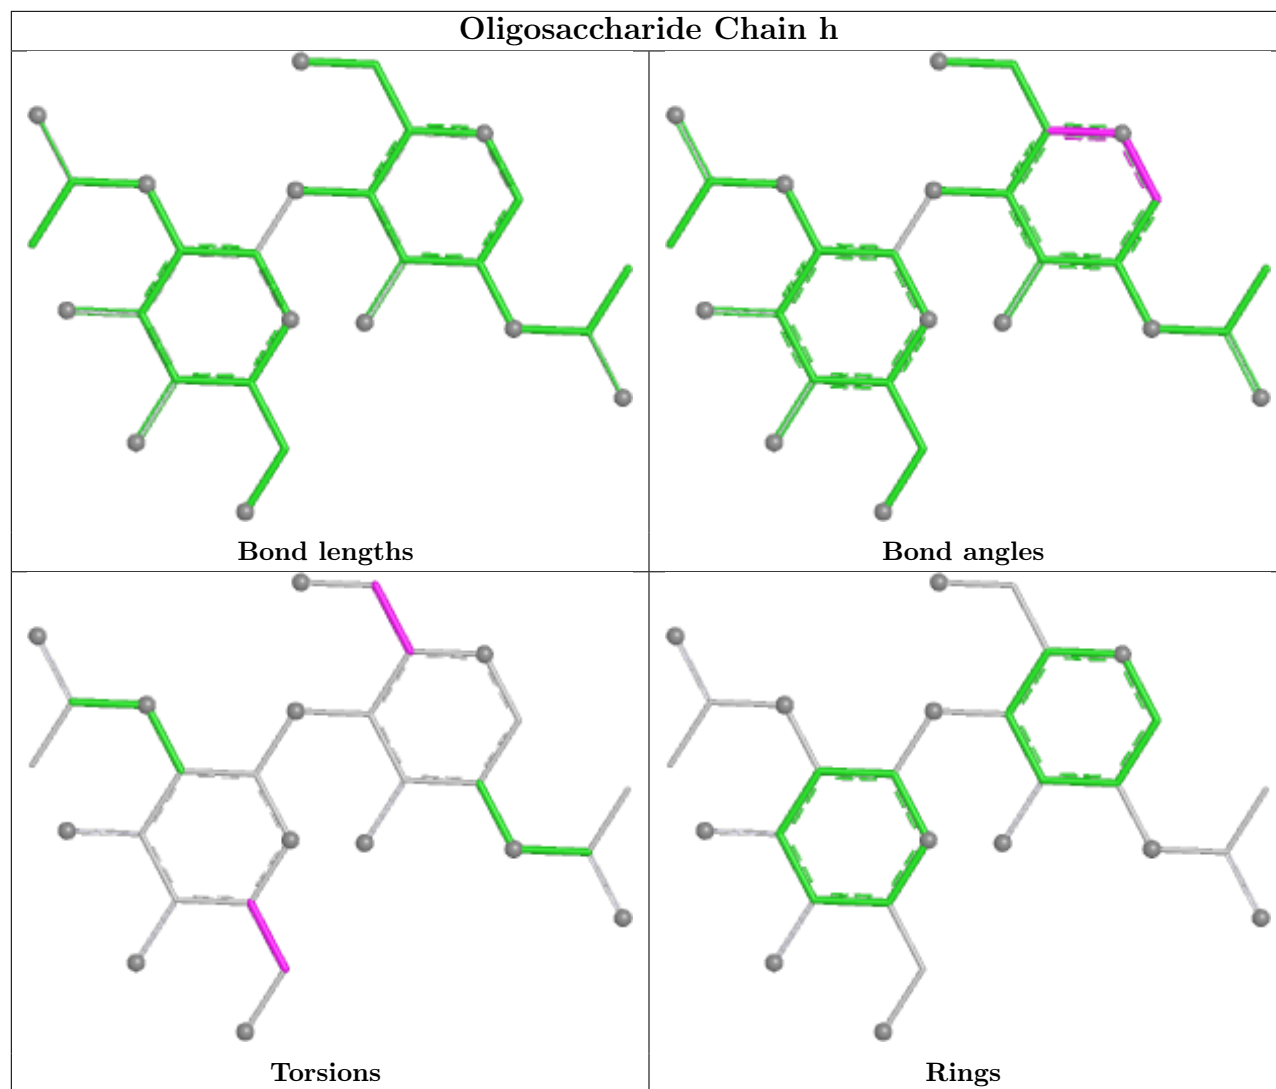 Oligosaccharide Chain h
Bond lengths
Bond angles
Torsions
Rings